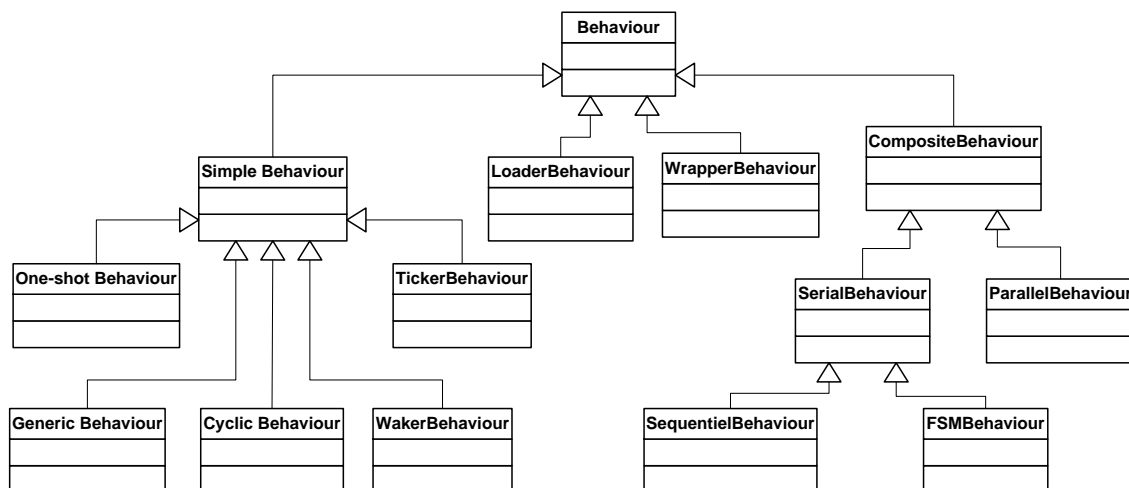 Behaviour
CompositeBehaviour
Simple Behaviour
LoaderBehaviour
WrapperBehaviour
One-shot Behaviour
TickerBehaviour
SerialBehaviour
ParallelBehaviour
Generic Behaviour
Cyclic Behaviour
WakerBehaviour
SequentielBehaviour
FSMBehaviour